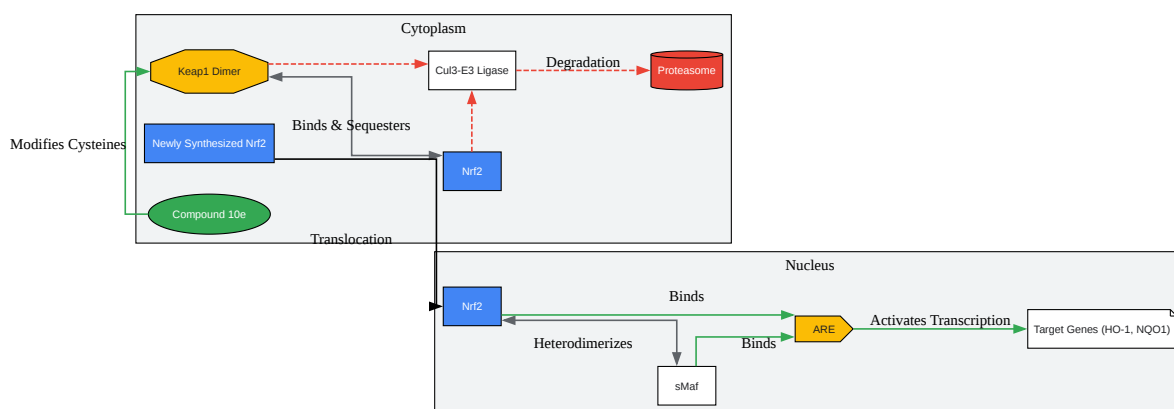 Cytoplasm
Keap1 Dimer
Cul3-E3 Ligase
Degradation
Proteasome
Binds & Sequesters
Newly Synthesized Nrf2
Modifies Cysteines
Nrf2
Compound 10e
Translocation
Nucleus
Nrf2
Binds
ARE
Activates Transcription
Target Genes (HO-1, NQO1)
Heterodimerizes
Binds
sMaf